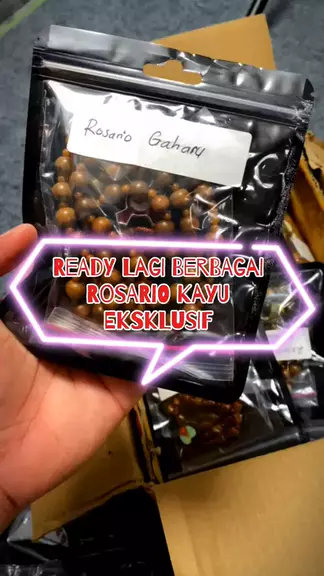 Rosario Gaharu
READY LAGI BERBAGAI
ROSARIO KAYU
EKSKLUSIF